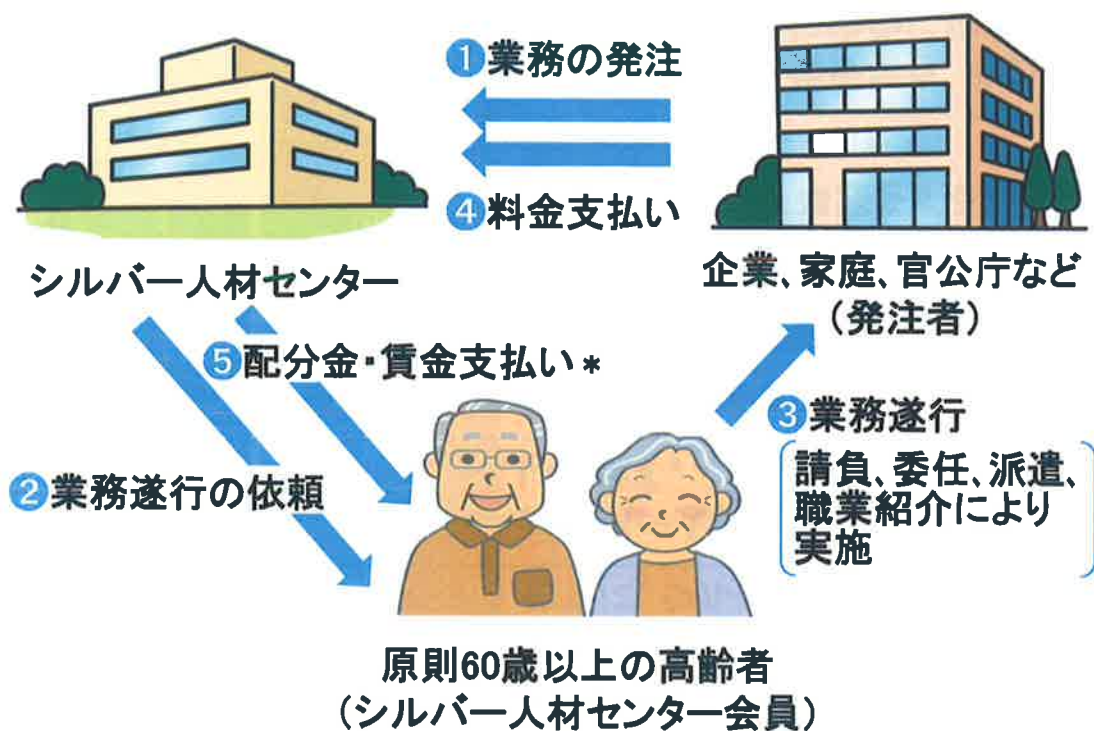 ❶業務の発注
❹料金支払い
シルバー人材センター
企業、家庭、官公庁など
(発注者)
❺配分金・賃金支払い*
❷業務遂行の依頼
❸業務遂行
請負、委任、派遣、
職業紹介により
実施
原則60歳以上の高齢者
(シルバー人材センター会員)